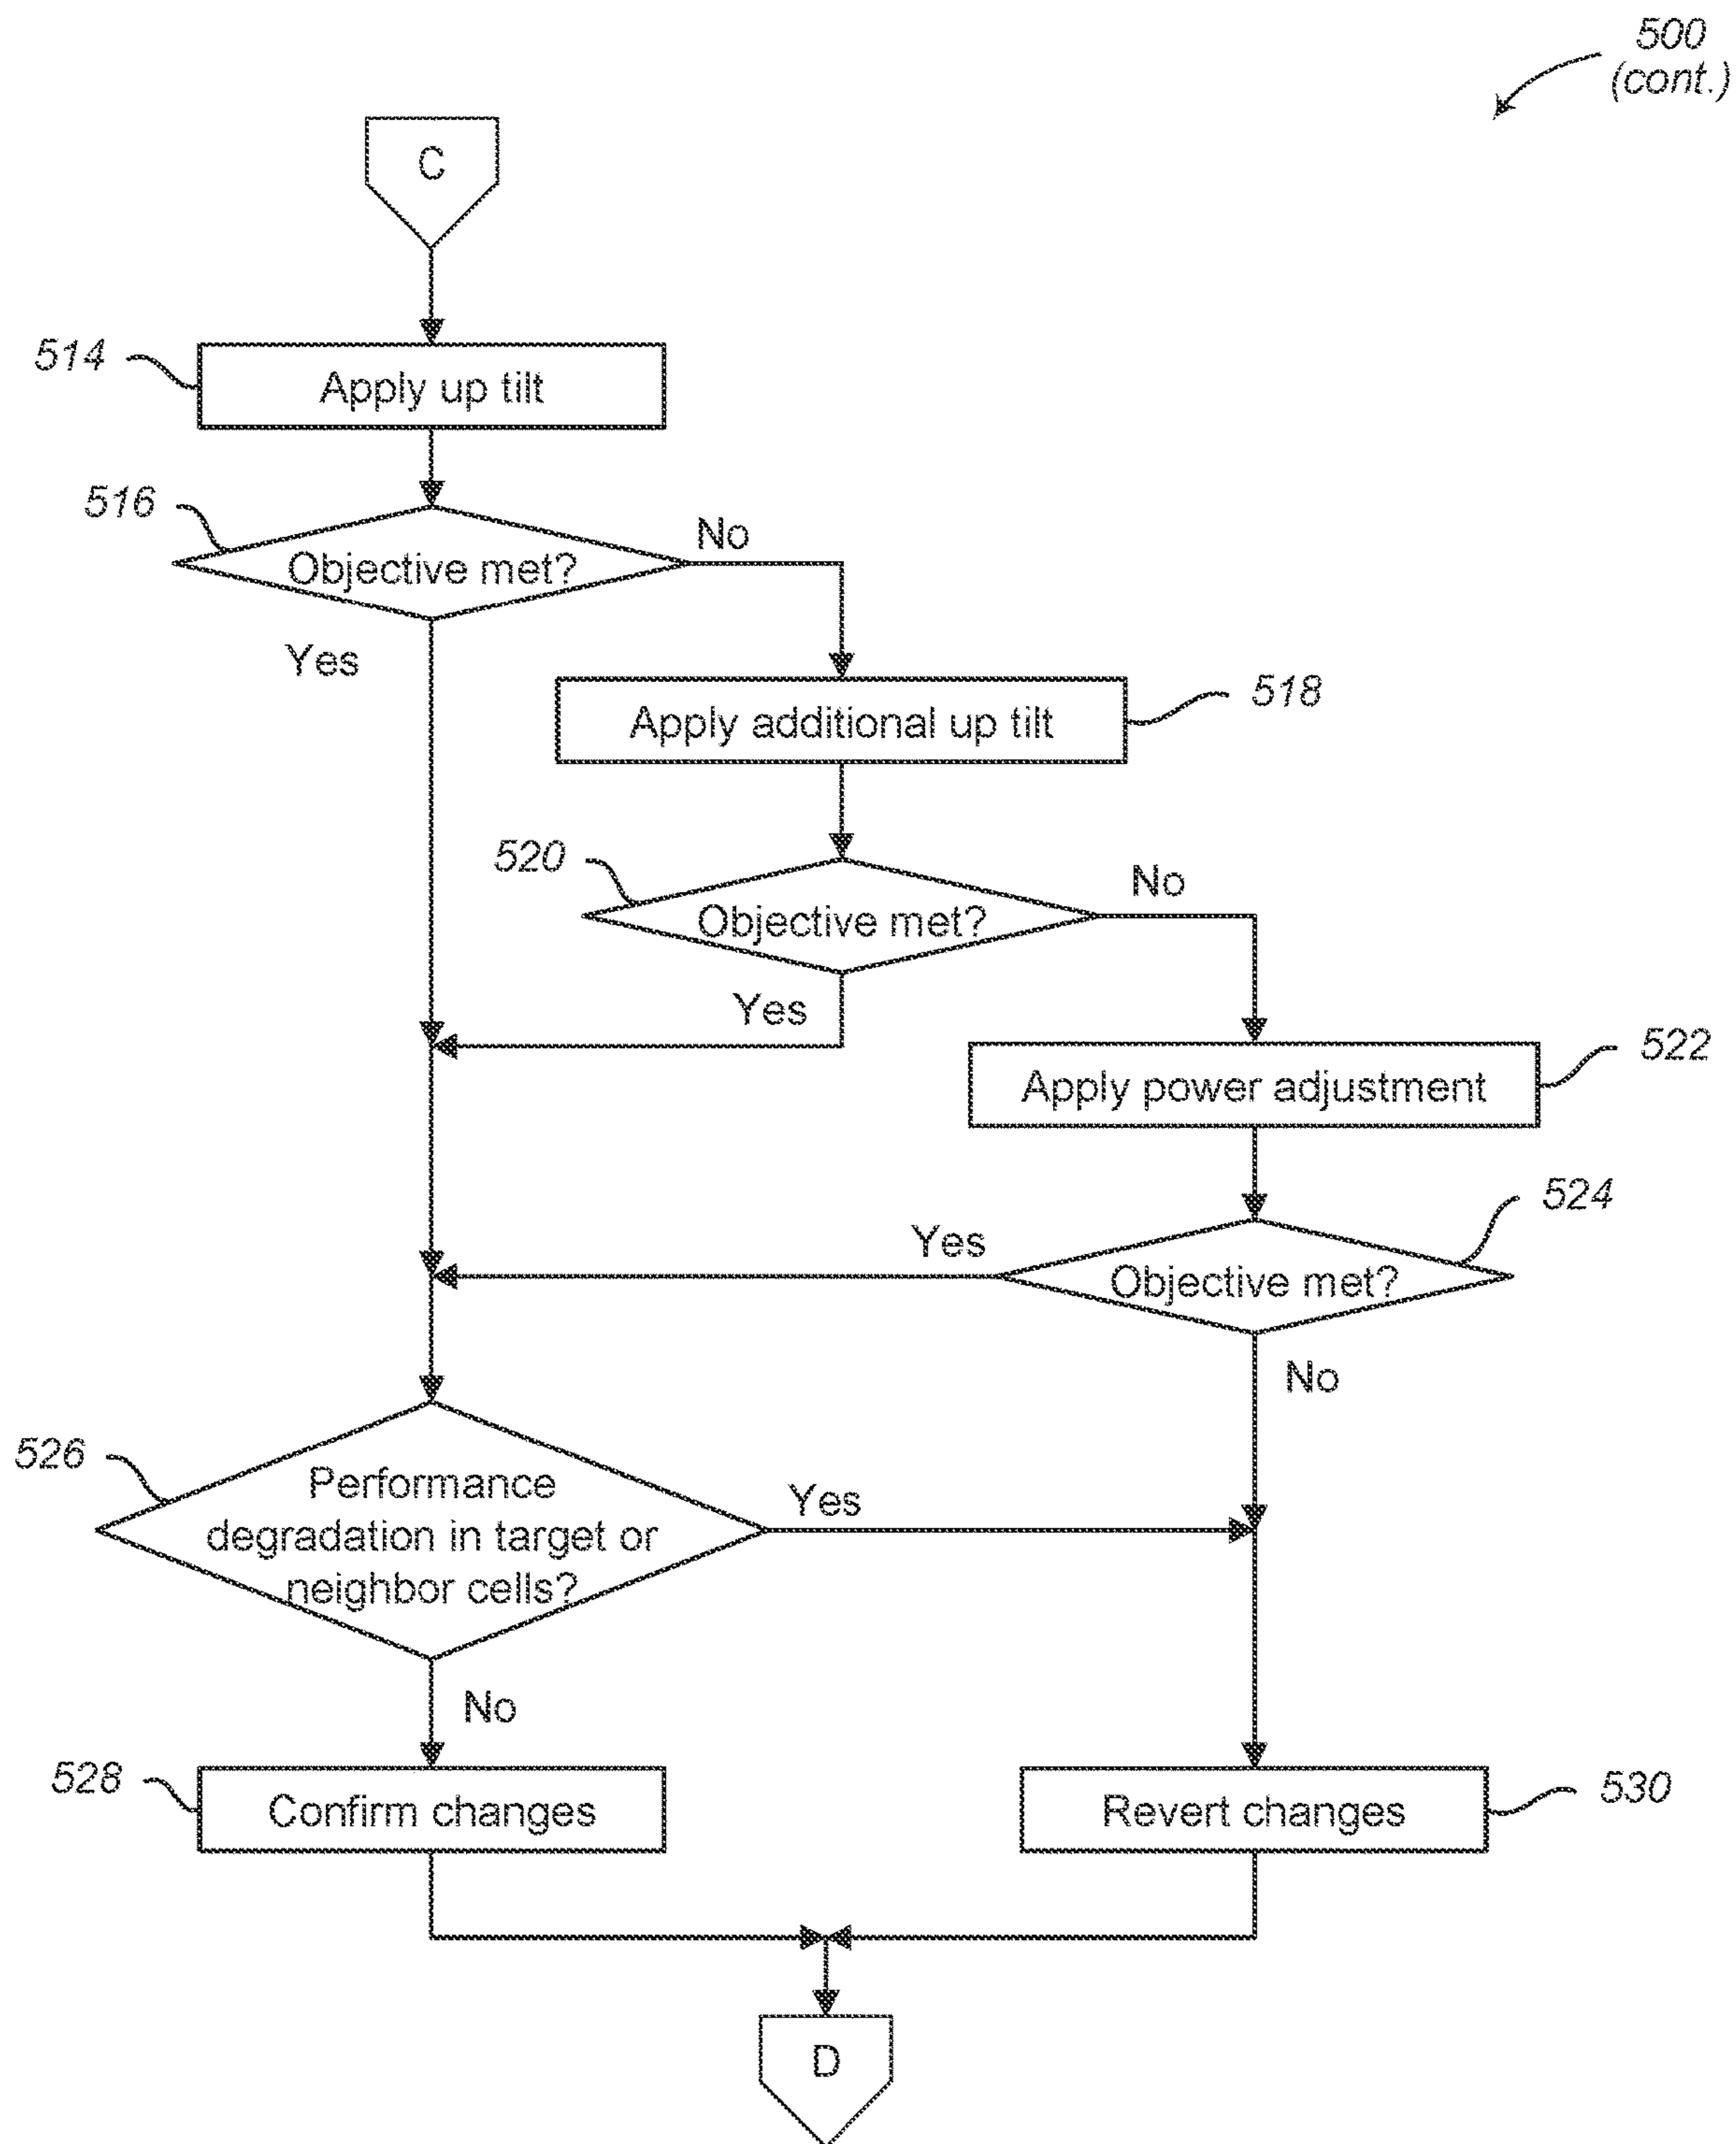 500
(cont.)
C
514
Apply up tilt
516
Objective met?
No
Yes
518
Apply additional up tilt
520
Objective met?
No
Yes
522
Apply power adjustment
524
Objective met?
Yes
No
526
Performance
degradation in target or
neighbor cells?
Yes
No
528
Confirm changes
530
Revert changes
D